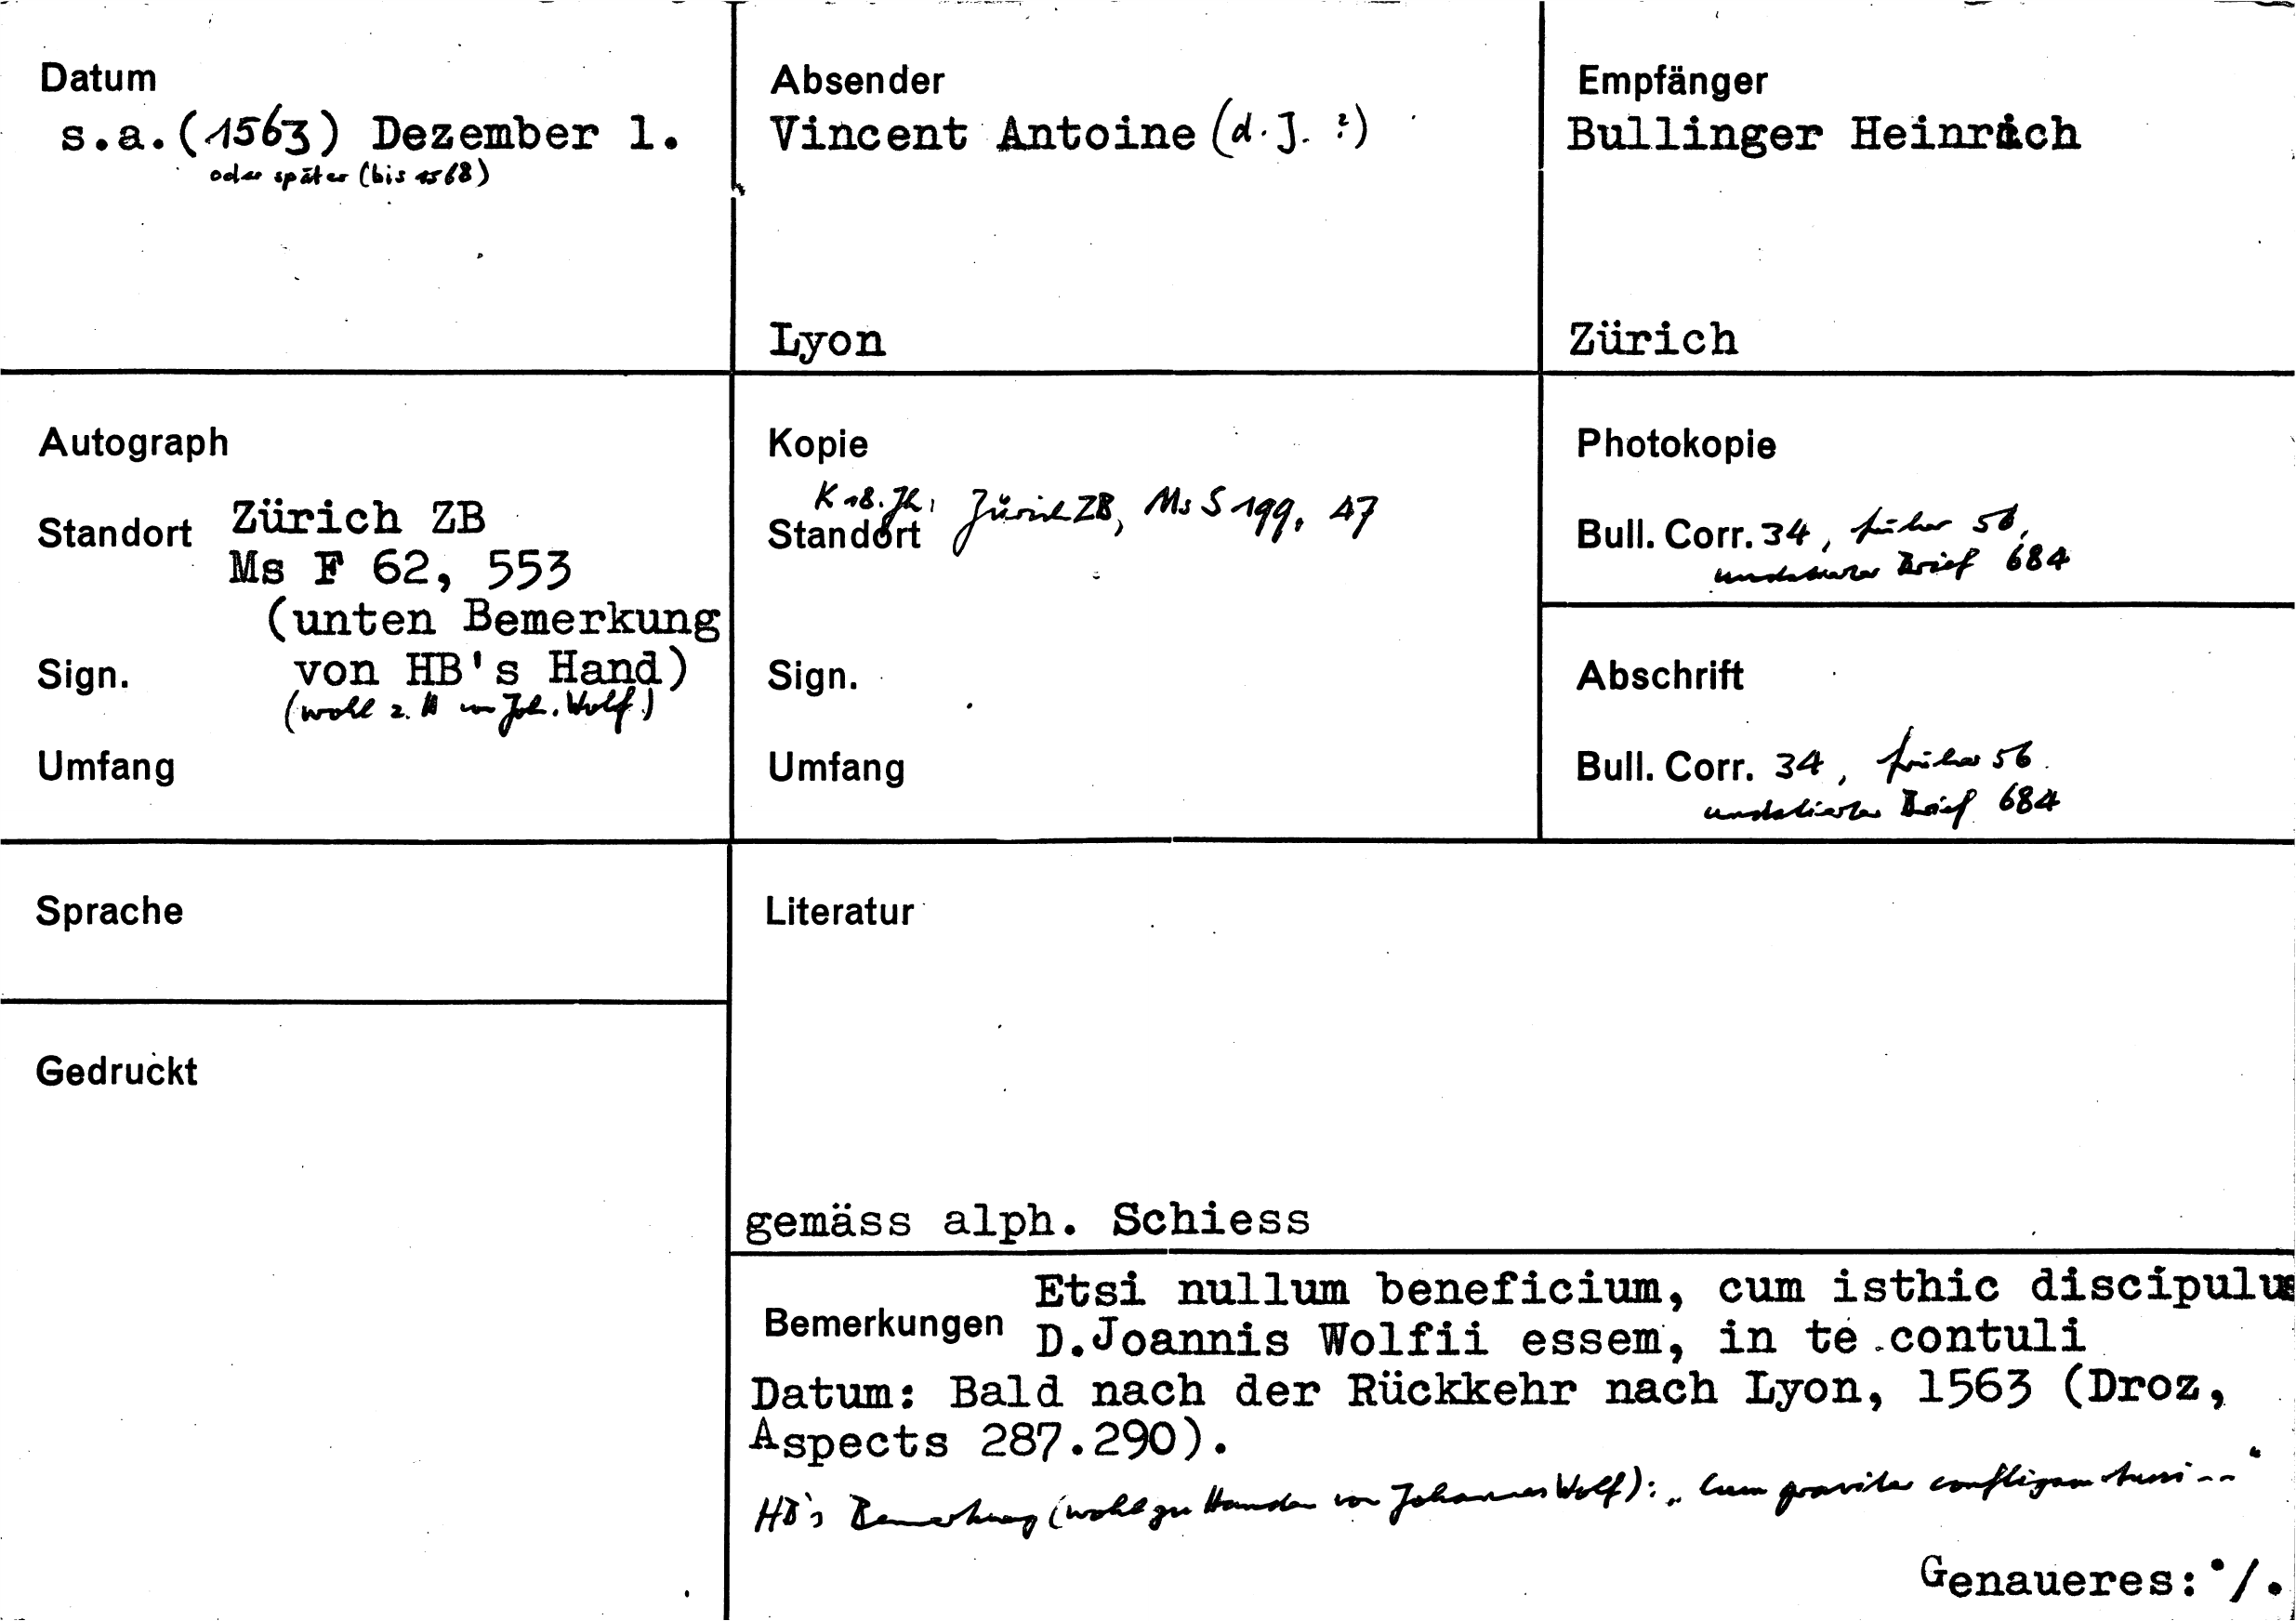 Datum
s.a.(1563) Dezember 1.
oder später (bis 1568)
Absender
Vincent Antoine (d. J. ?)
Lyon
Empfänger
Bullinger Heinrich
Zürich
Autograph
Standort Zürich ZB
Ms F 62, 553
(unten Bemerkung
Sign. von HB's Hand)
(wohl z. H von Joh. Wolf)
Umfang
Kopie
K 18. Jh.: Zürich ZB, Ms S 199, 47
Standort
Sign.
Umfang
Photokopie
Bull. Corr. 34, früher 56,
undatierter Brief 684
Abschrift
Bull. Corr. 34, früher 56.
undatierter Brief 684
Sprache
Gedruckt
Literatur
gemäss alph. Schiess
Bemerkungen Etsi nullum beneficium, cum isthic discipulus
D.Joannis Wolfii essem, in te contuli
Datum: Bald nach der Rückkehr nach Lyon, 1563 (Droz,
Aspects 287.290).
HB's Bemerkung (wohl zu Handen von Johannes Wolf): „Cum graviter
Genaueres: ·/.